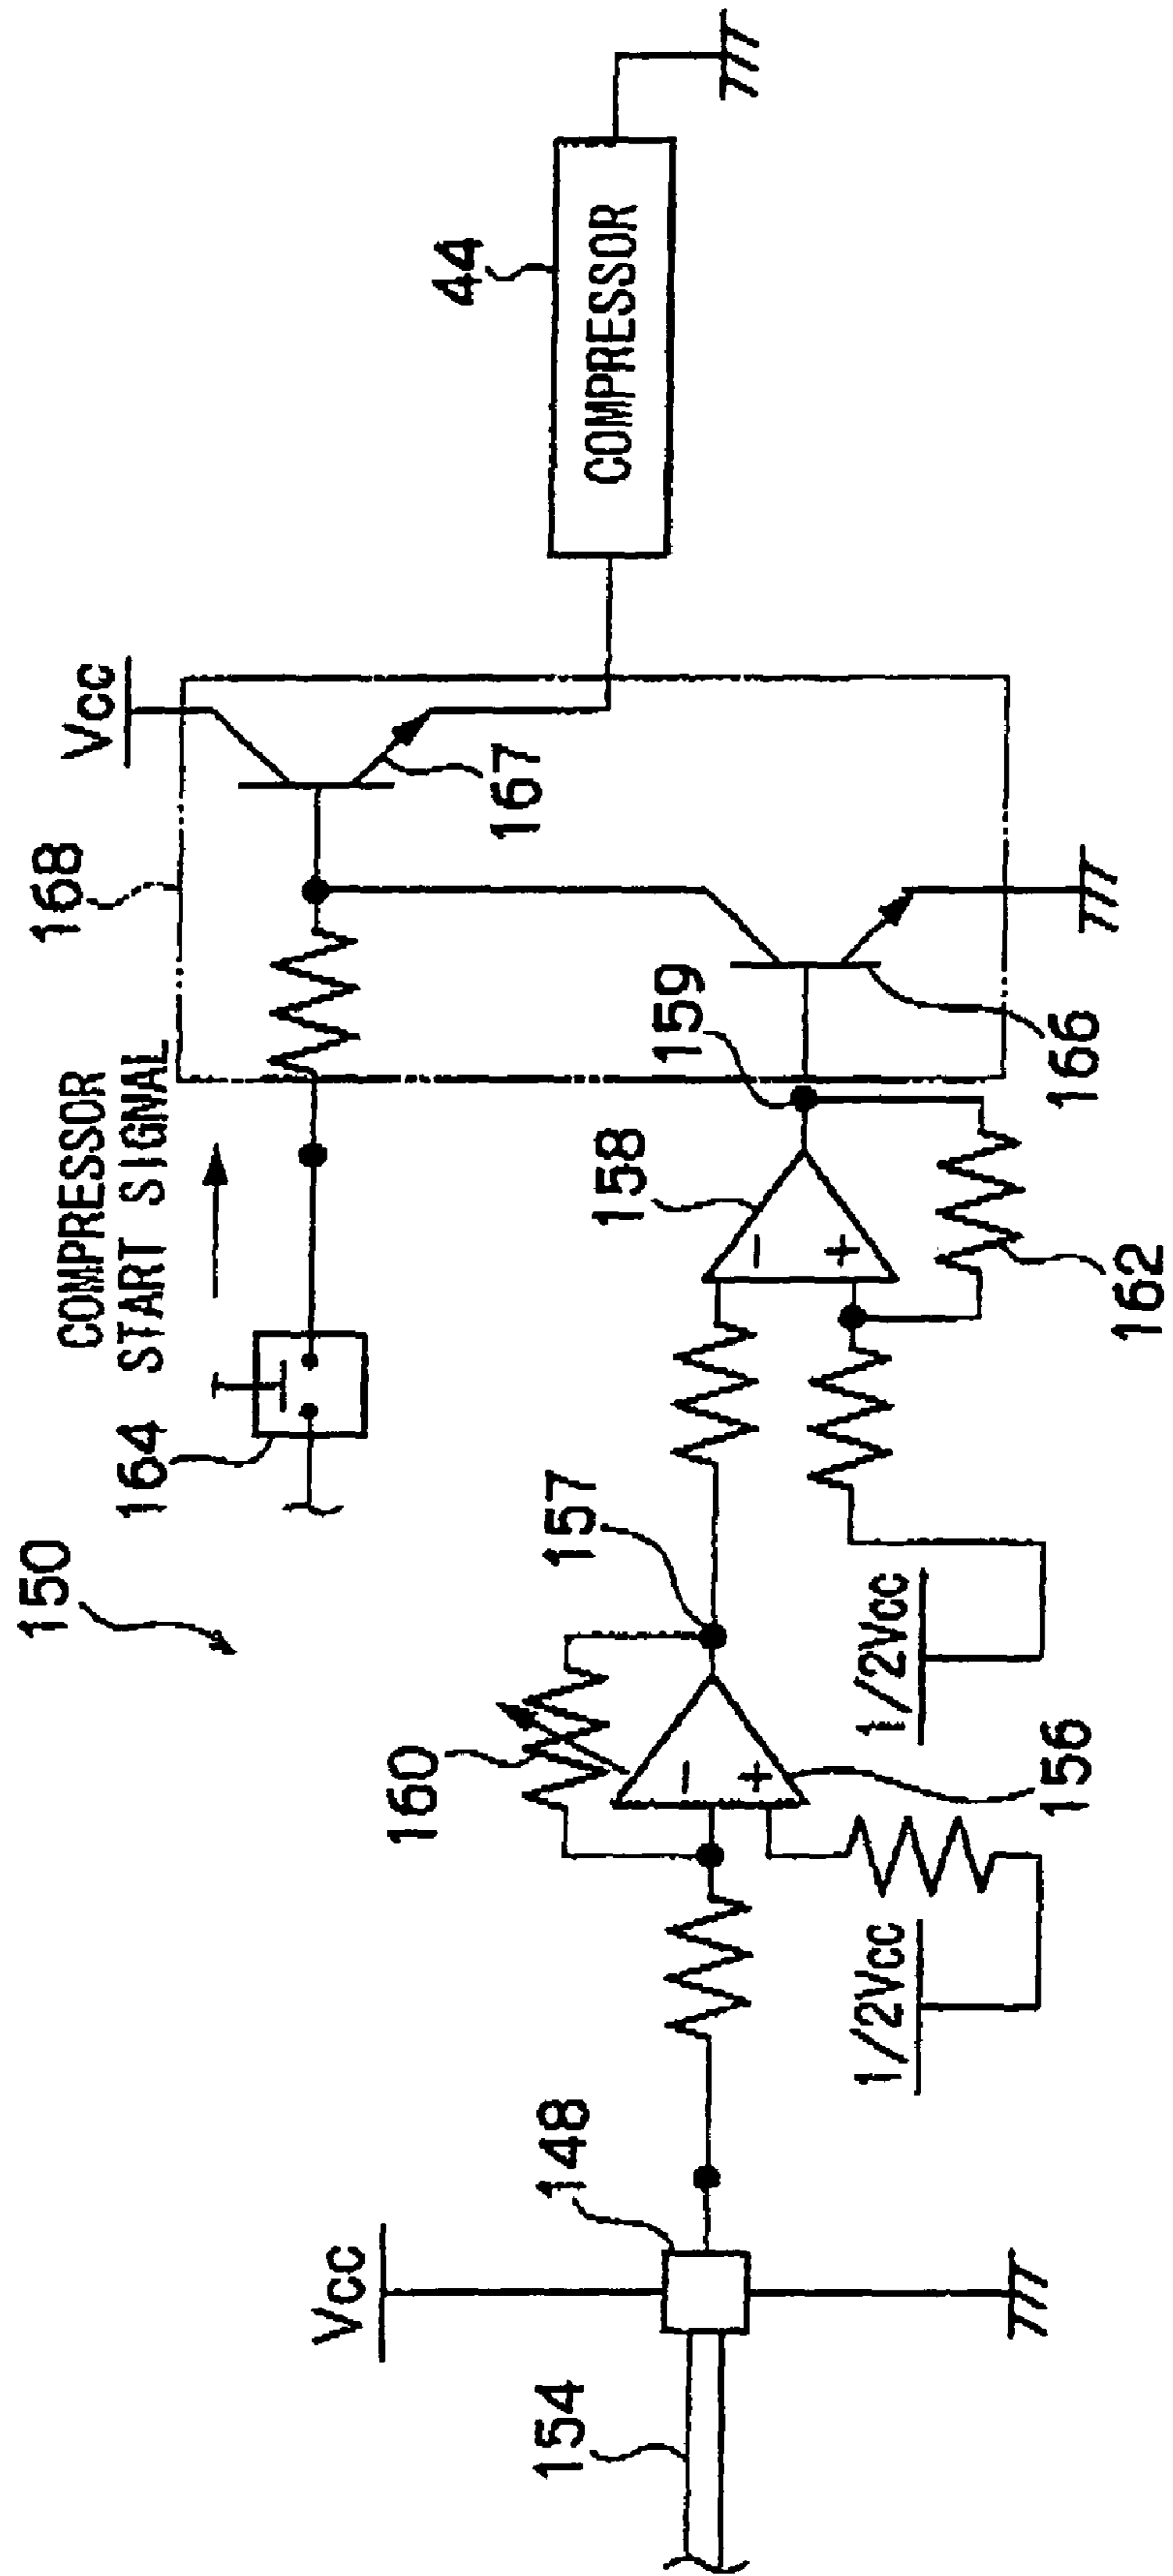 150
168
Vcc
COMPRESSOR
START SIGNAL
164
167
44
COMPRESSOR
159
158
166
162
157
160
156
1/2Vcc
1/2Vcc
Vcc
148
154